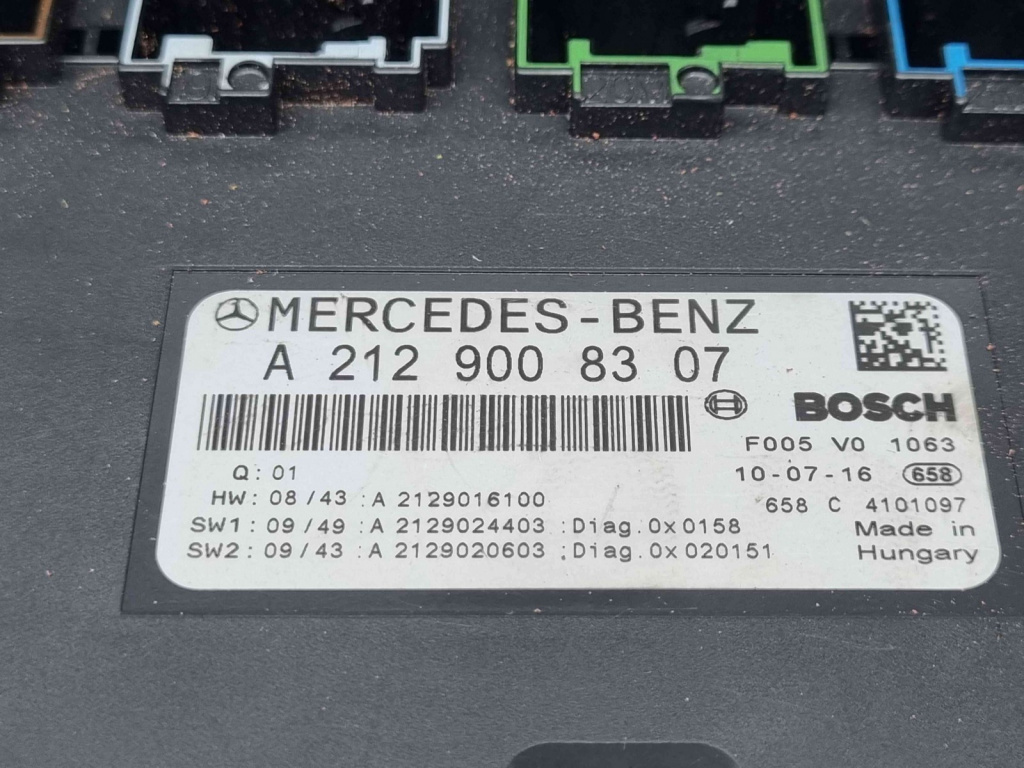 MERCEDES-BENZ
A 212 900 83 07
BOSCH
F005 V0 1063
Q: 01
10-07-16 658
HW: 08/43 :A 2129016100
658 C 4101097
SW1: 09/49 :A 2129024403 :Diag.0x0158
Made in
SW2: 09/43 :A 2129020603 :Diag.0x020151
Hungary